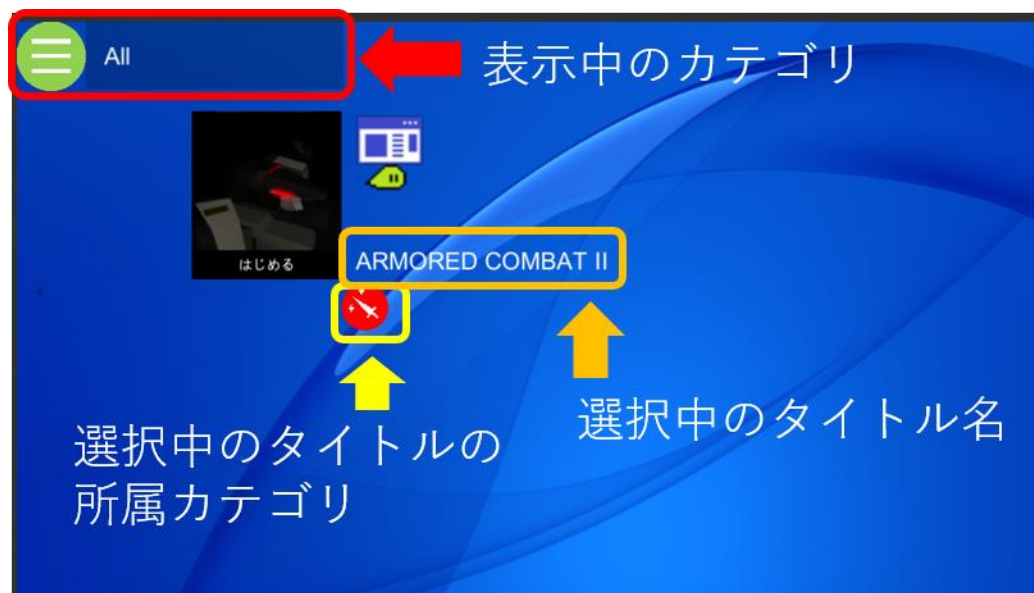 All
表示中のカテゴリ
はじめる
ARMORED COMBAT II
選択中のタイトル名
選択中のタイトルの
所属カテゴリ